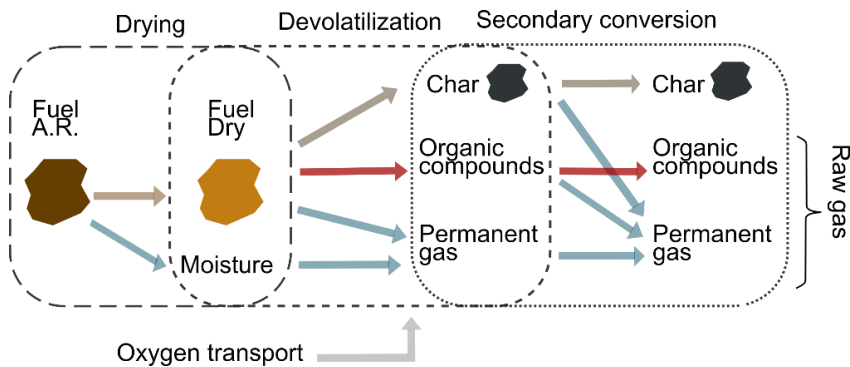 Drying
Devolatilization
Secondary conversion
Fuel
A.R.
Fuel
Dry
Moisture
Char
Organic
compounds
Permanent
gas
Char
Organic
compounds
Permanent
gas
Raw gas
Oxygen transport